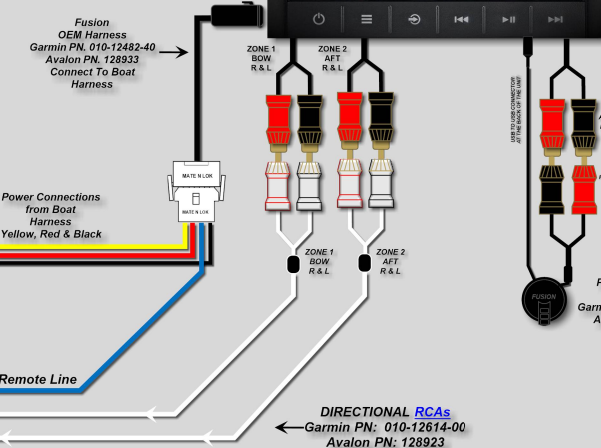 Fusion
OEM Harness
Garmin PN. 010-12482-40
Avalon PN. 128933
Connect To Boat
Harness
ZONE 1
BOW
R & L
ZONE 2
AFT
R & L
USB TO USB CONNECTOR
AT THE BACK OF THE UNIT
MATE N LOK
MATE N LOK
Power Connections
from Boat
Harness
Yellow, Red & Black
ZONE 1
BOW
R & L
ZONE 2
AFT
R & L
FUSION
Garm
A
Remote Line
DIRECTIONAL RCAs
Garmin PN: 010-12614-00
Avalon PN: 128923